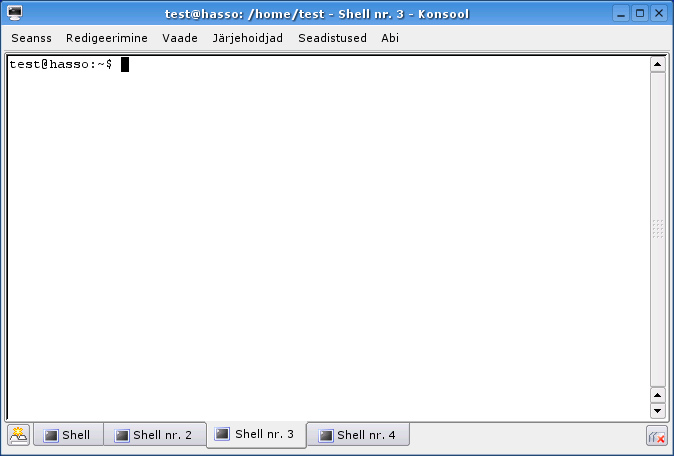 test@hasso: /home/test - Shell nr. 3 - Konsool
Seanss Redigeerimine Vaade Järjehoidjad Seadistused Abi
test@hasso:~$
Shell Shell nr. 2 Shell nr. 3 Shell nr. 4